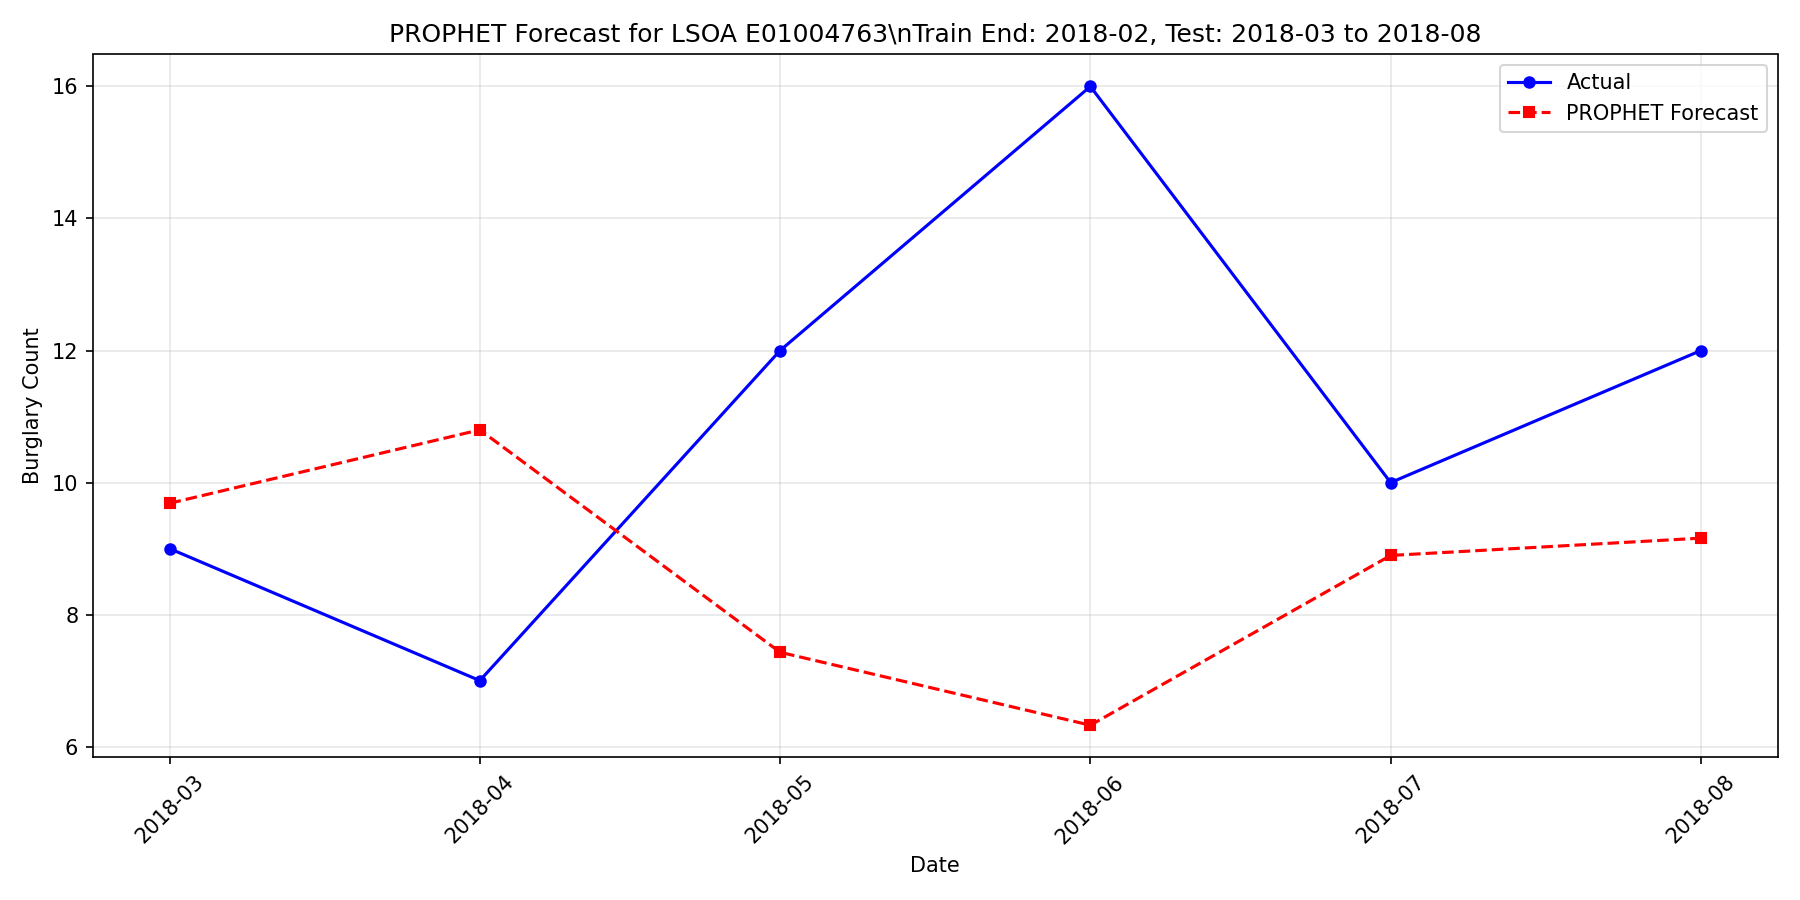 PROPHET Forecast for LSOA E01004763\nTrain End: 2018-02, Test: 2018-03 to 2018-08
Actual
PROPHET Forecast
Burglary Count
16
14
12
10
8
6
2018-03
2018-04
2018-05
2018-06
2018-07
2018-08
Date